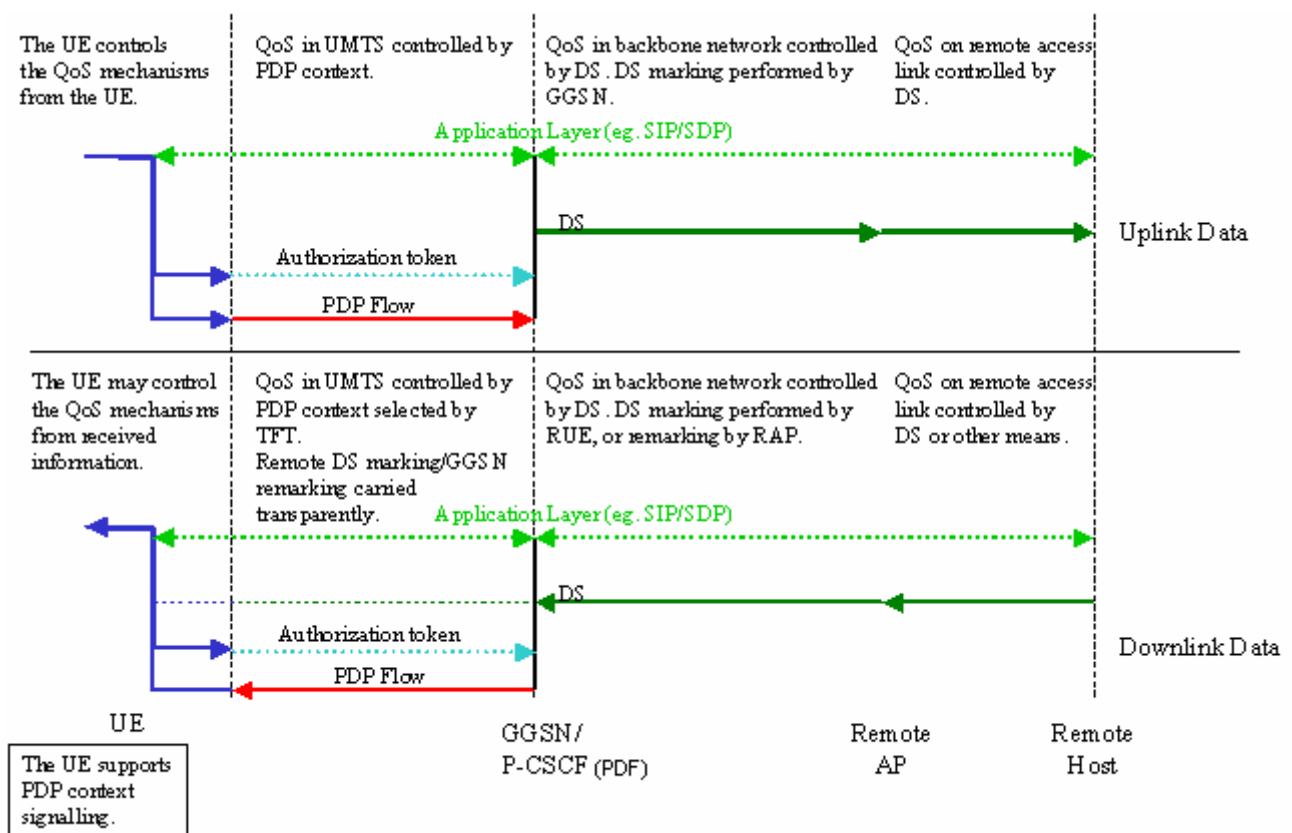 The UE controls
the QoS mechanisms
from the UE.
QoS in UMTS controlled by
PDP context.
QoS in backbone network controlled
by DS. DS marking performed by
GGSN.
QoS on remote access
link controlled by
DS.
Application Layer (eg. SIP/SDP)
DS
Uplink Data
Authorization token
PDP Flow
The UE may control
the QoS mechanisms
from received
information.
QoS in UMTS controlled by
PDP context selected by
TFT.
Remote DS marking/GGSN
remarking carried
transparently.
QoS in backbone network controlled
by DS. DS marking performed by
RUE, or remarking by RAP.
QoS on remote access
link controlled by
DS or other means.
Application Layer (eg. SIP/SDP)
DS
Authorization token
Downlink Data
PDP Flow
UE
GGSN/
P-CSCF (PDF)
Remote
AP
Remote
Host
The UE supports
PDP context
signalling.